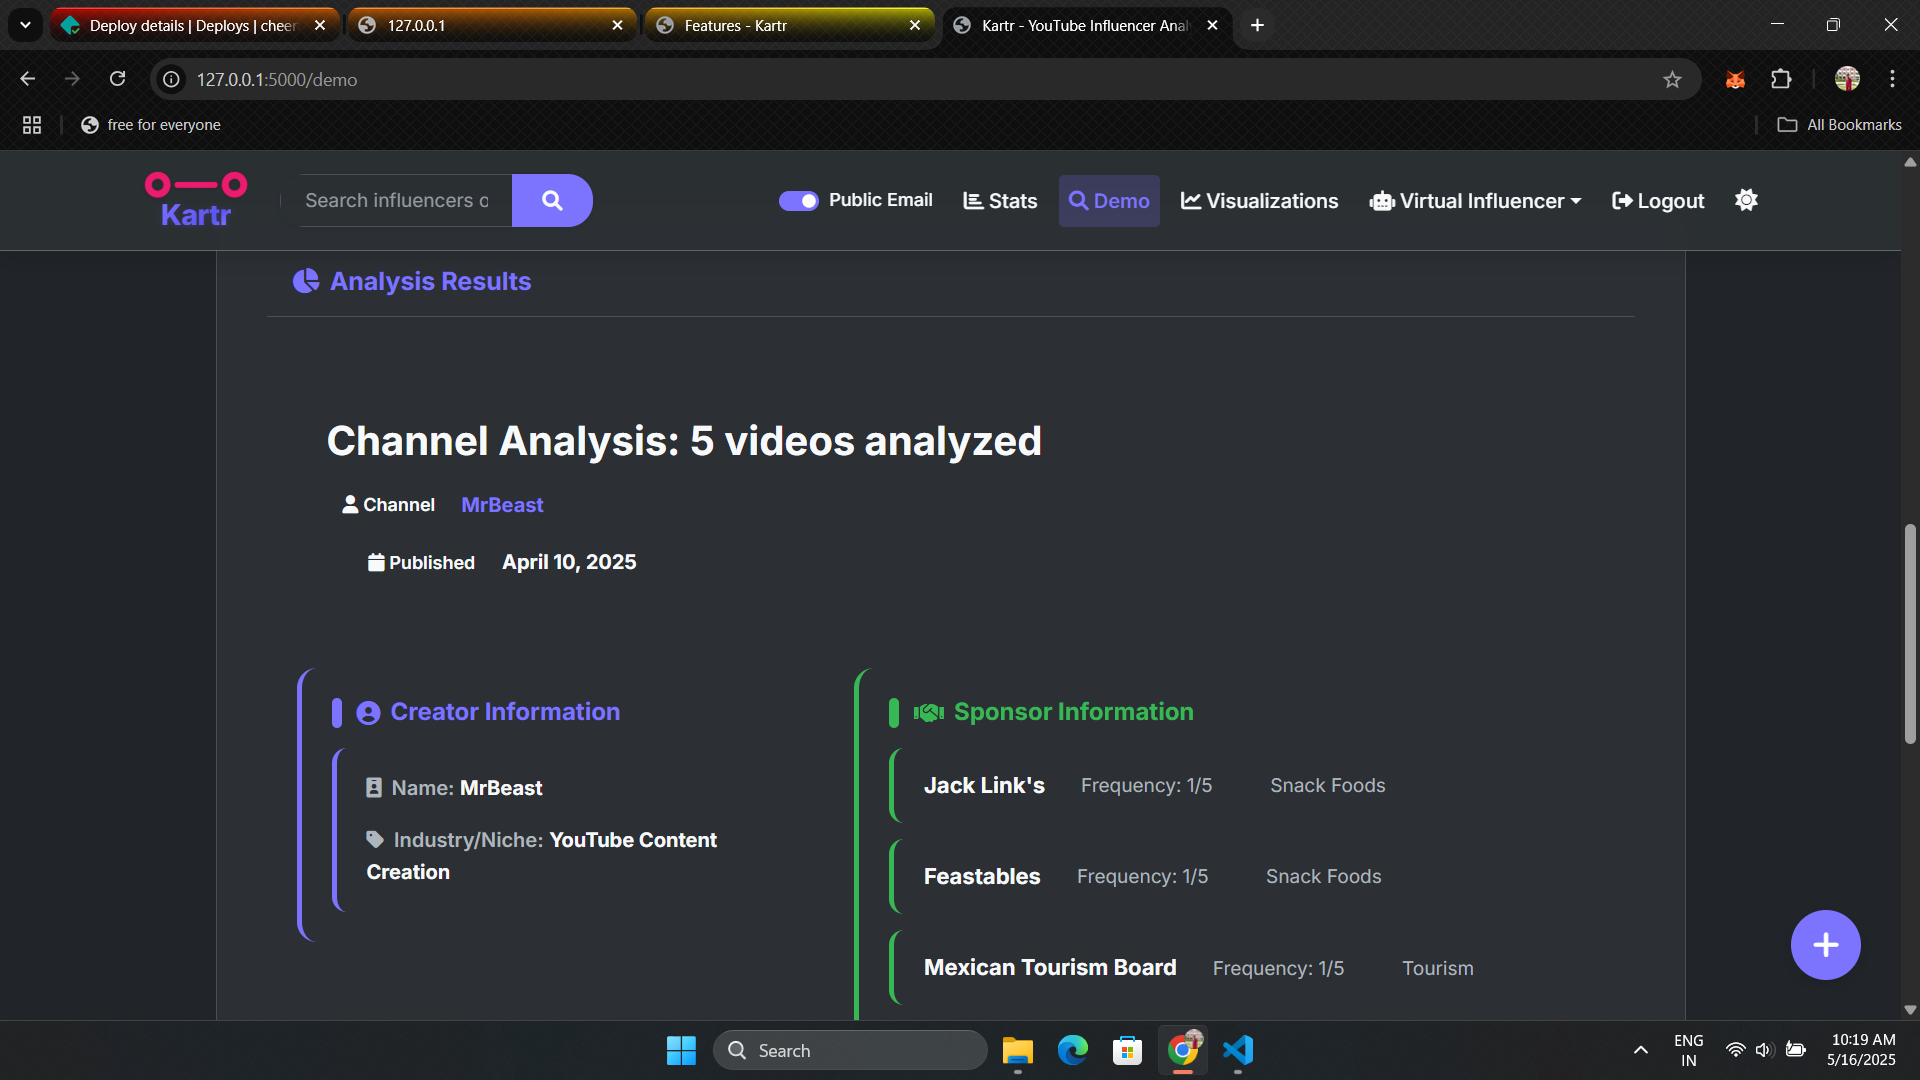 Deploy details | Deploys | cheer
127.0.0.1
Features - Kartr
Kartr - YouTube Influencer Anal
127.0.0.1:5000/demo
free for everyone
All Bookmarks
Kartr
Search influencers o
Public Email
Stats
Demo
Visualizations
Virtual Influencer
Logout
Analysis Results
Channel Analysis: 5 videos analyzed
Channel MrBeast
Published April 10, 2025
Creator Information
Name: MrBeast
Industry/Niche: YouTube Content
Creation
Sponsor Information
Jack Link's Frequency: 1/5 Snack Foods
Feastables Frequency: 1/5 Snack Foods
Mexican Tourism Board Frequency: 1/5 Tourism
Search
ENG
IN
10:19 AM
5/16/2025